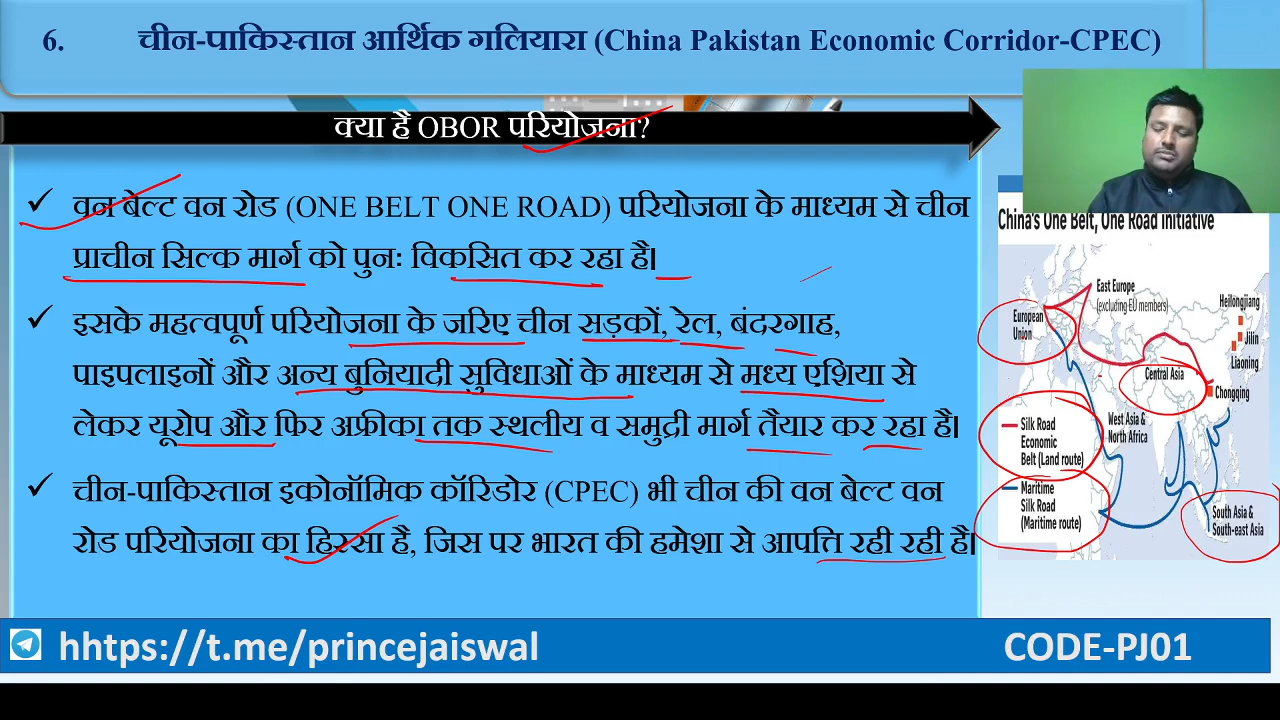 6. चीन-पाकिस्तान आर्थिक गलियारा (China Pakistan Economic Corridor-CPEC)
क्या है OBOR परियोजना?
वन बेल्ट वन रोड (ONE BELT ONE ROAD) परियोजना के माध्यम से चीन
प्राचीन सिल्क मार्ग को पुनः विकसित कर रहा है।
इसके महत्वपूर्ण परियोजना के जरिए चीन सड़कों, रेल, बंदरगाह,
पाइपलाइनों और अन्य बुनियादी सुविधाओं के माध्यम से मध्य एशिया से
लेकर यूरोप और फिर अफ्रीका तक स्थलीय व समुद्री मार्ग तैयार कर रहा है।
चीन-पाकिस्तान इकोनॉमिक कॉरिडोर (CPEC) भी चीन की वन बेल्ट वन
रोड परियोजना का हिस्सा है, जिस पर भारत की हमेशा से आपत्ति रही रही है।
China's One Belt, One Road Initiative
East Europe
(excluding EU members)
Heilongjiang
European
Union
Jilin
Liaoning
Central Asia
Chongqing
Silk Road
Economic
Belt (Land route)
West Asia &
North Africa
Maritime
Silk Road
(Maritime route)
South Asia &
South-east Asia
hhtps://t.me/princejaiswal
CODE-PJ01